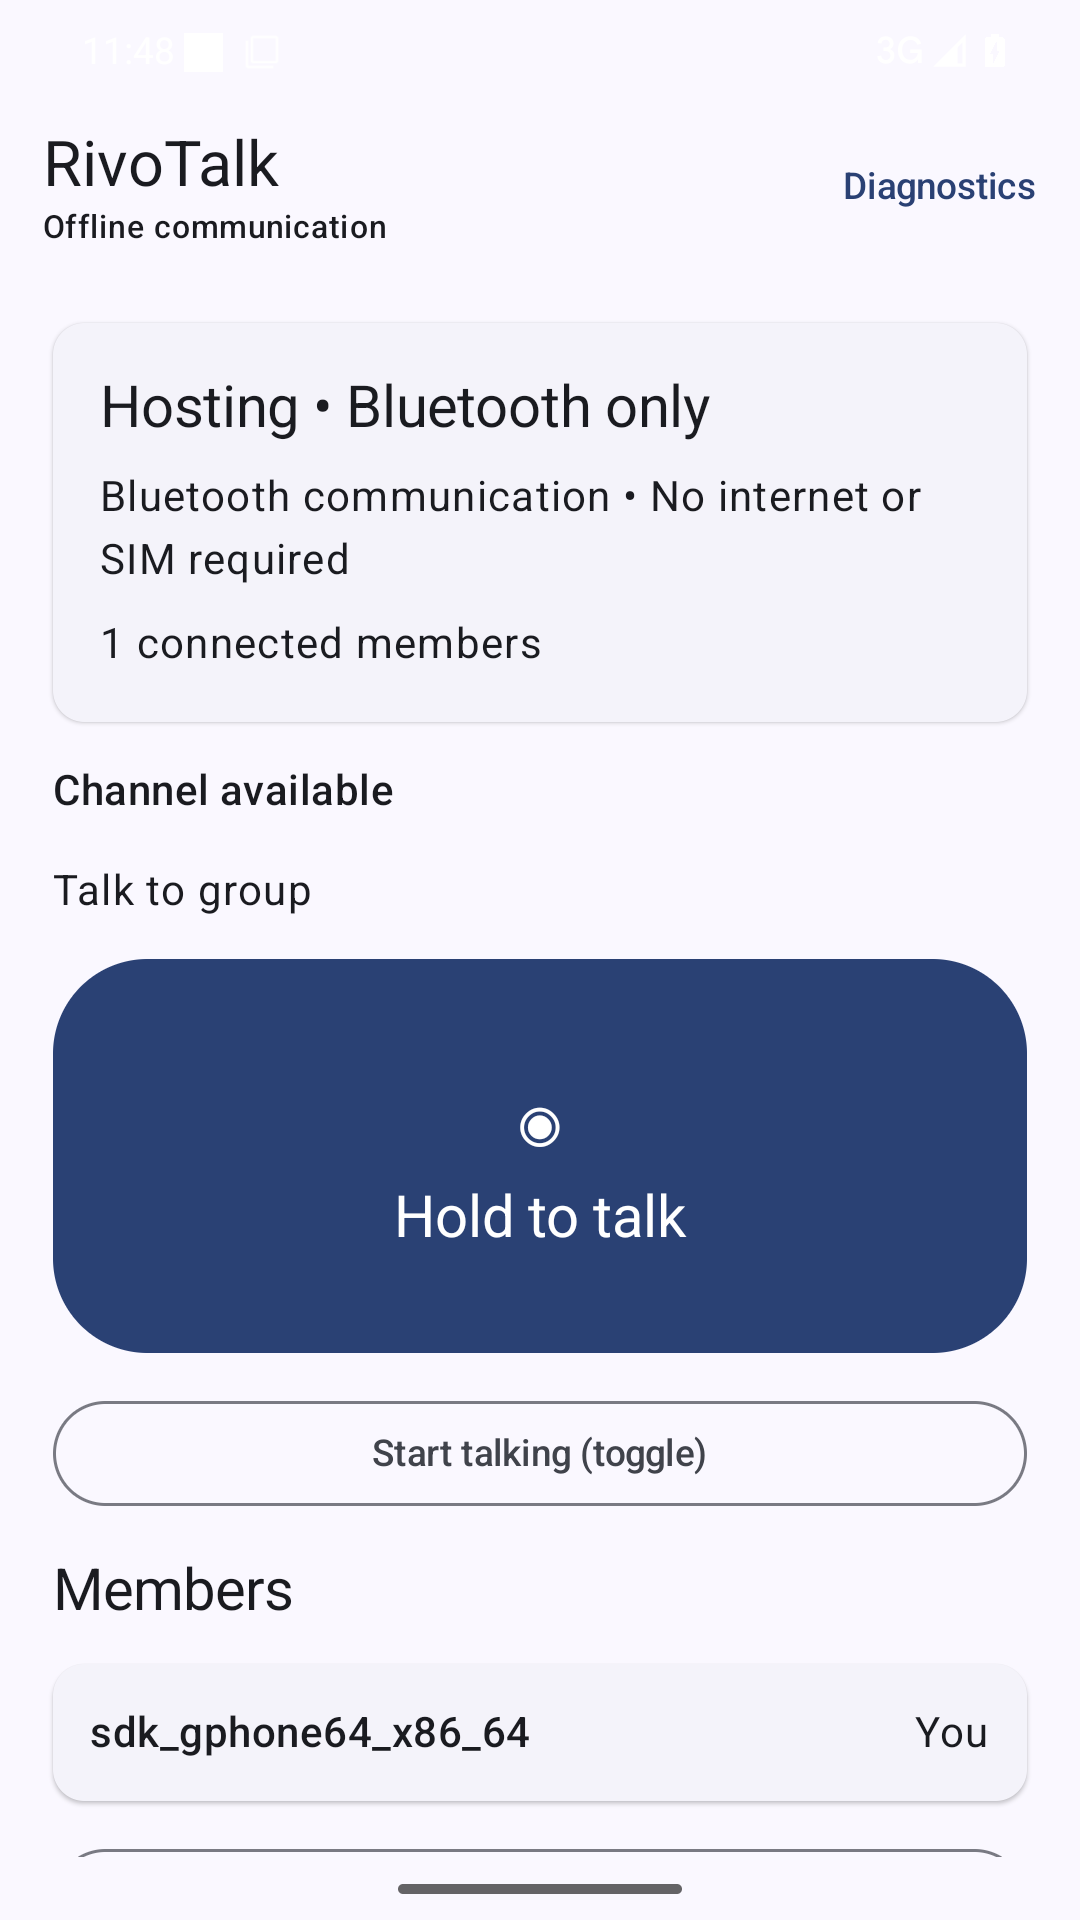 11:48
3G
RivoTalk
Offline communication
Diagnostics
Hosting • Bluetooth only
Bluetooth communication • No internet or
SIM required
1 connected members
Channel available
Talk to group
Hold to talk
Start talking (toggle)
Members
sdk_gphone64_x86_64
You